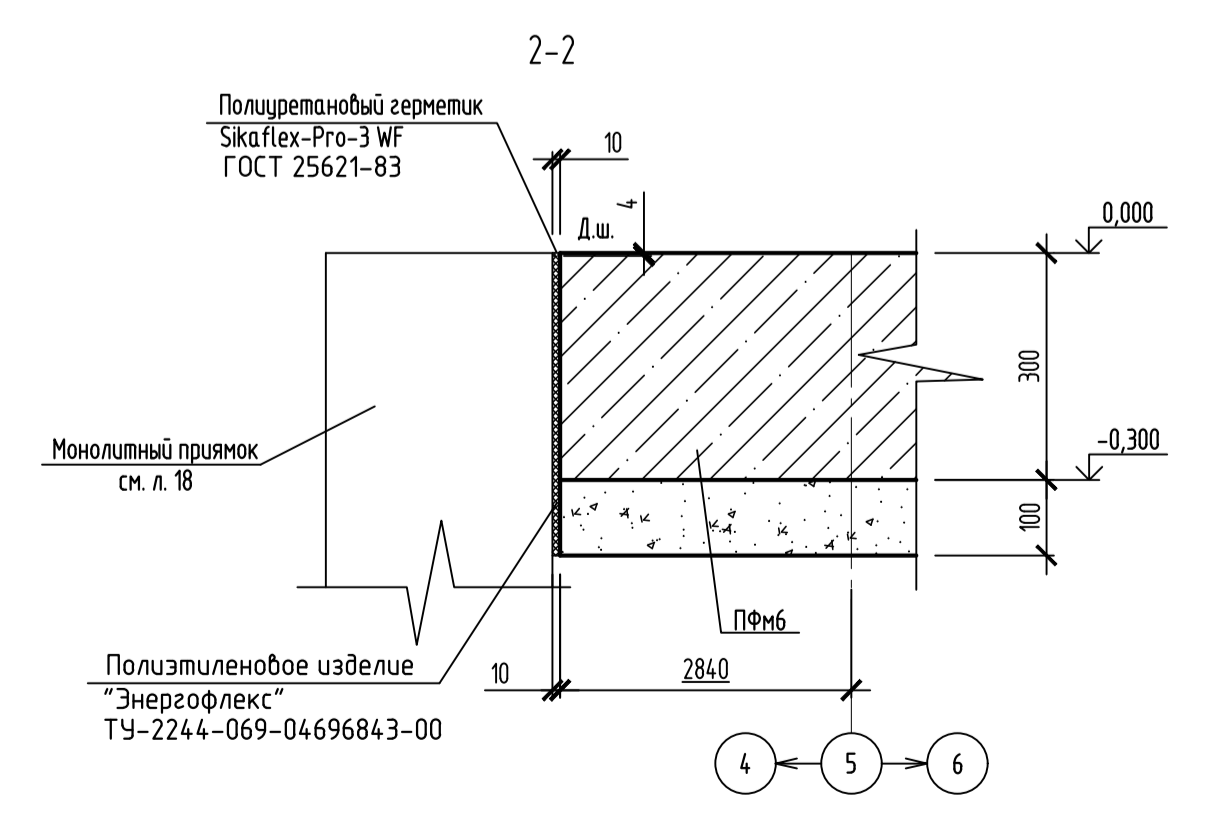 2-2
Полиуретановый герметик
Sikaflex-Pro-3 WF
ГОСТ 25621-83
10
4
Д.ш.
0,000
300
Монолитный приямок
см. л. 18
-0,300
100
ПФм6
Полиэтиленовое изделие
"Энергофлекс"
ТУ-2244-069-04696843-00
10
2840
4
5
6